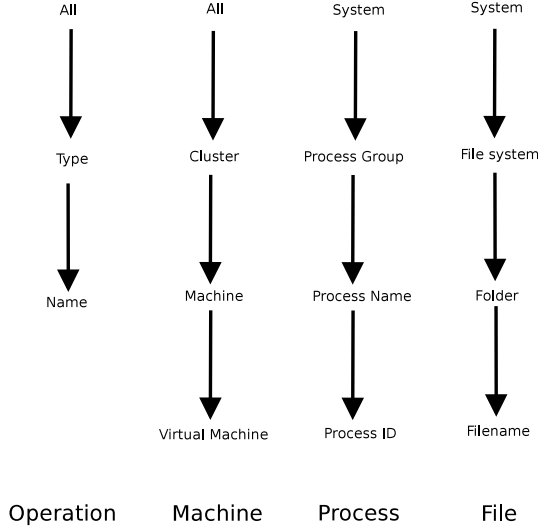 All All System System
Type Cluster Process Group File system
Name Machine Process Name Folder
Virtual Machine Process ID Filename
Operation Machine Process File